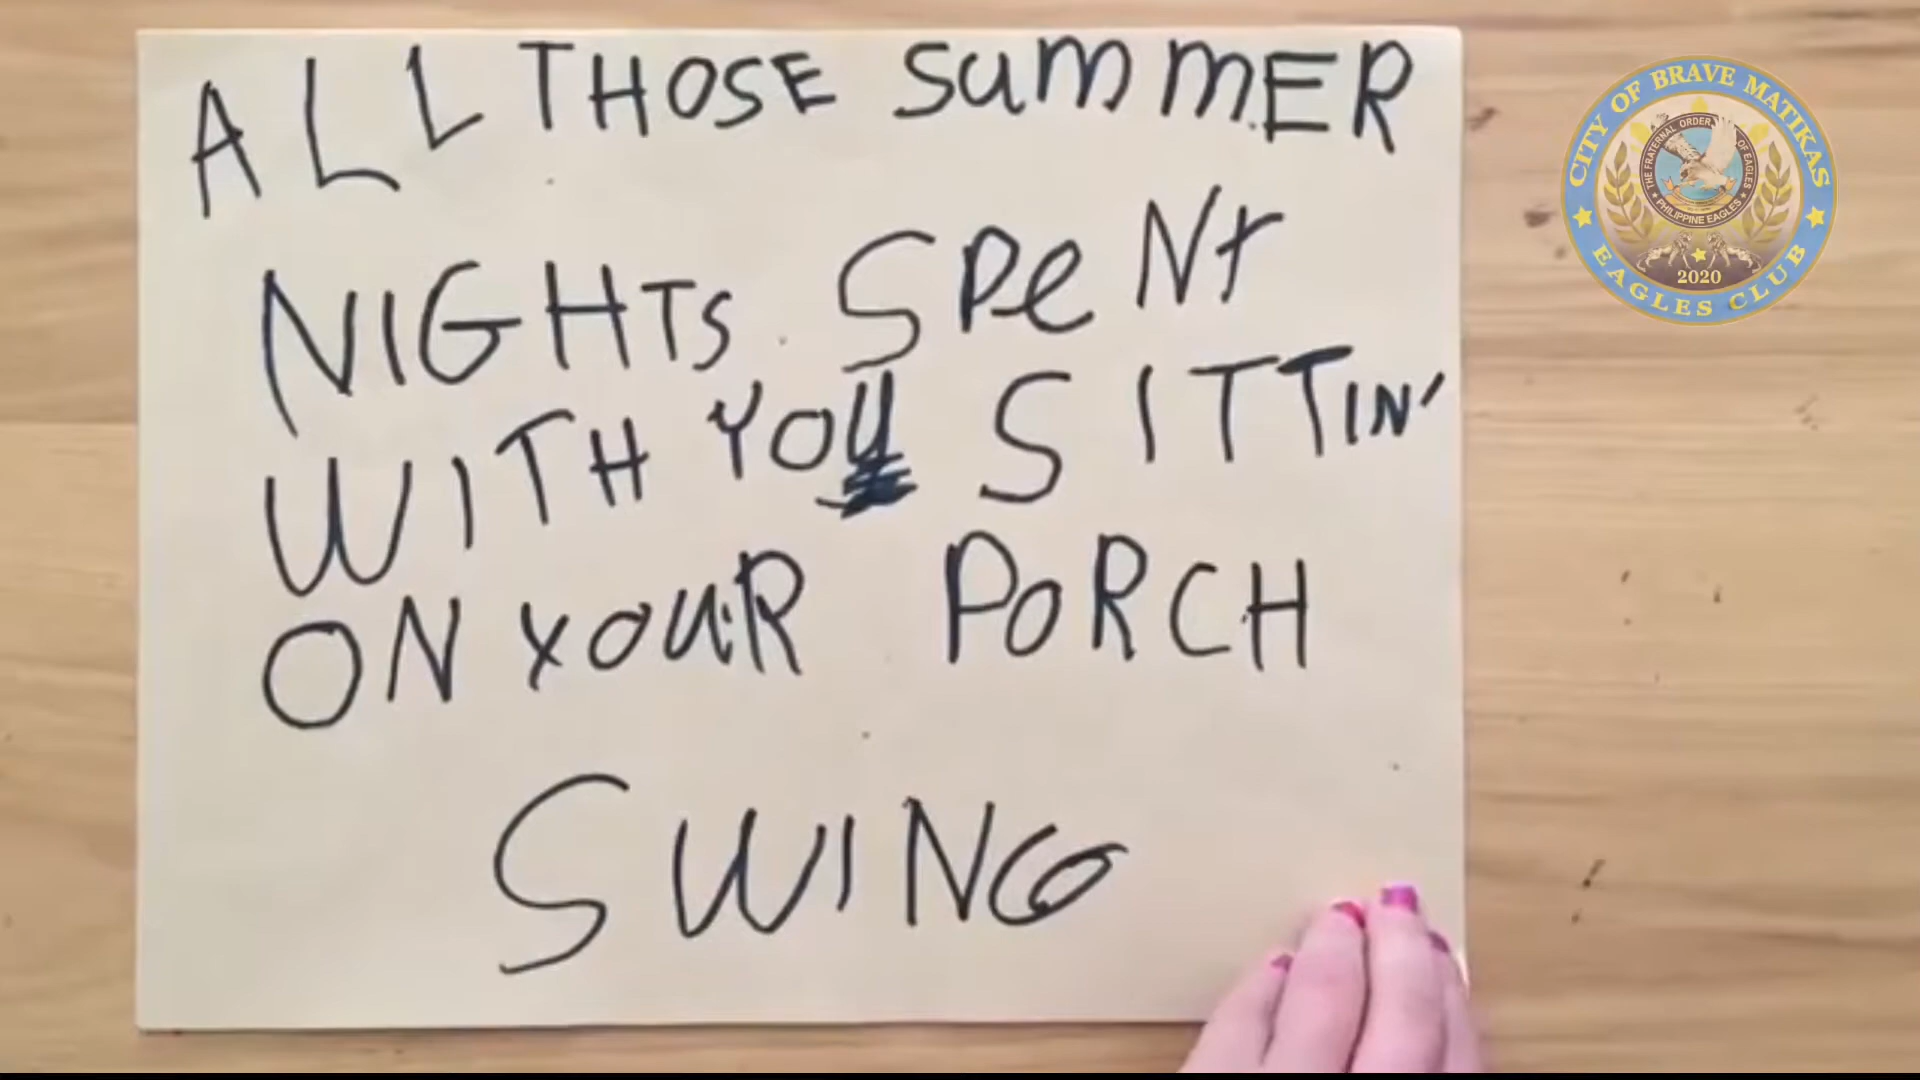 ALL THOSE SUMMER
NIGHTS SPENT
WITH YOU SITTIN'
ON YOUR PORCH
SWING
CITY OF BRAVE MATIKAS
EAGLES CLUB
THE FRATERNAL ORDER OF EAGLES
PHILIPPINE EAGLES
2020